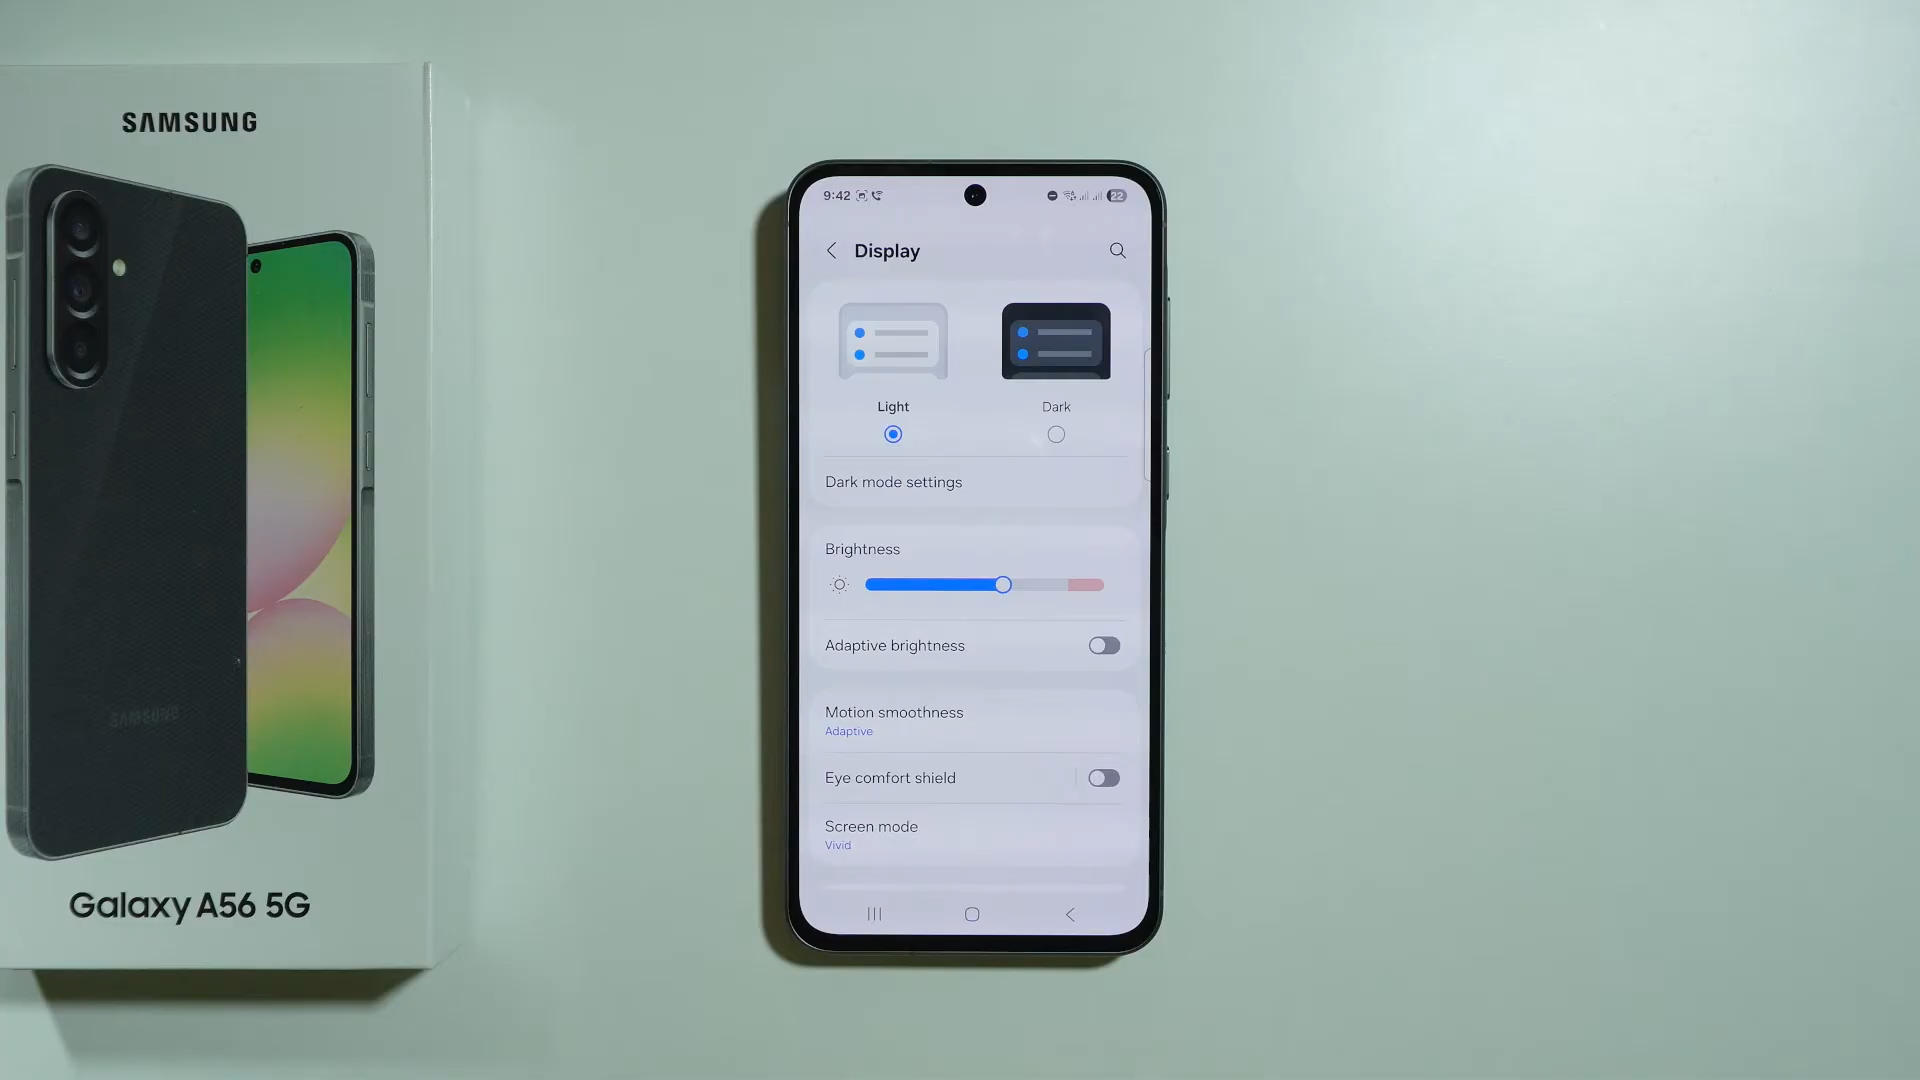 SAMSUNG
SAMSUNG
Galaxy A56 5G
9:42
22
Display
Light
Dark
Dark mode settings
Brightness
Adaptive brightness
Motion smoothness
Adaptive
Eye comfort shield
Screen mode
Vivid